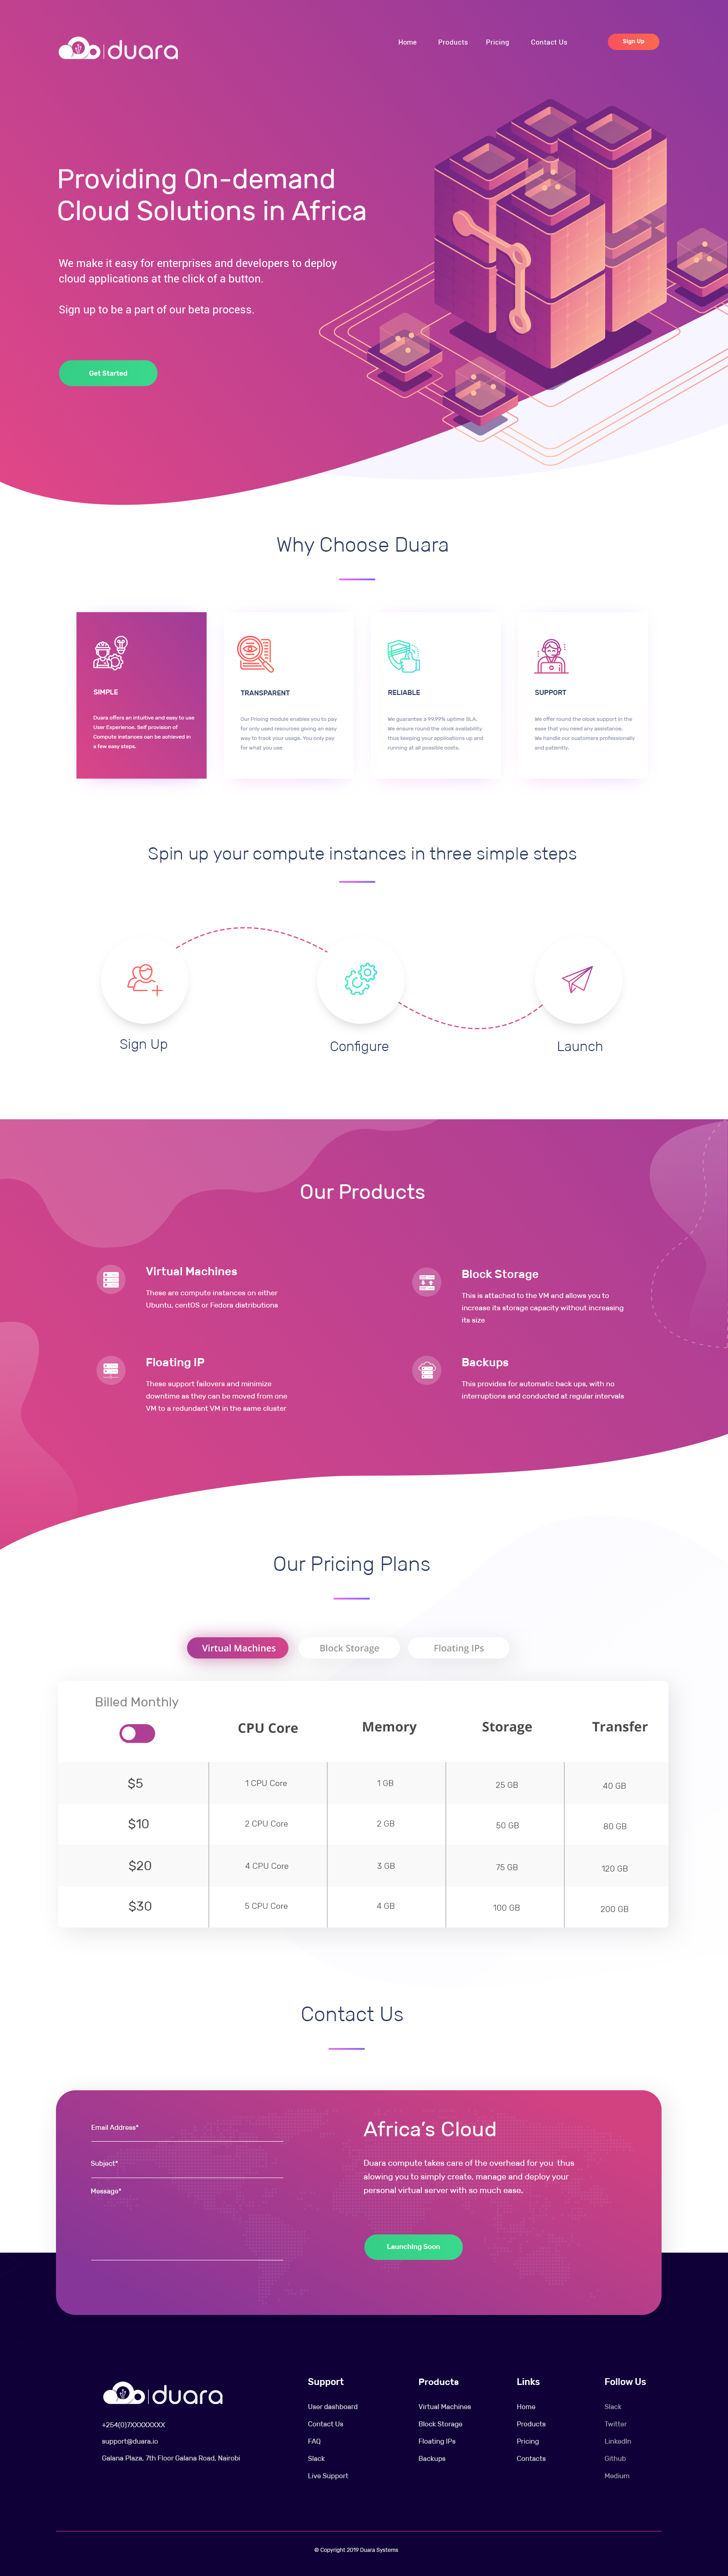 duara
Home Products Pricing Contact Us Sign Up
Providing On-demand
Cloud Solutions in Africa
We make it easy for enterprises and developers to deploy
cloud applications at the click of a button.
Sign up to be a part of our beta process.
Get Started
Why Choose Duara
SIMPLE
Duara offers an intuitive and easy to use
User Experience. Self provision of
Compute instances can be achieved in
a few easy steps.
TRANSPARENT
Our Prising module enables you to pay
for only used resourses giving an easy
way to track your usage. You only pay
for what you use
RELIABLE
We guarantee a 99.99% uptime SLA.
We ensure round the clock availability
thus keeping your applications up and
running at all possible costs.
SUPPORT
We offer round the clook support in the
ease that you need any assistance.
We handle our customers professionally
and patiently.
Spin up your compute instances in three simple steps
Sign Up
Configure
Launch
Our Products
Virtual Machines
These are compute instances on either
Ubuntu, centOS or Fedora distributions
Block Storage
This is attached to the VM and allows you to
increase its storage capacity without increasing
its size
Floating IP
These support failovers and minimize
downtime as they can be moved from one
VM to a redundant VM in the same cluster
Backups
This provides for automatic back ups, with no
interruptions and conducted at regular intervals
Our Pricing Plans
Virtual Machines Block Storage Floating IPs
Billed Monthly CPU Core Memory Storage Transfer
$5 1 CPU Core 1 GB 25 GB 40 GB
$10 2 CPU Core 2 GB 50 GB 80 GB
$20 4 CPU Core 3 GB 75 GB 120 GB
$30 5 CPU Core 4 GB 100 GB 200 GB
Contact Us
Email Address*
Subject*
Message*
Africa's Cloud
Duara compute takes care of the overhead for you thus
alowing you to simply create, manage and deploy your
personal virtual server with so much ease.
Launching Soon
duara
+254(0)7XXXXXXXX
support@duara.io
Galana Plaza, 7th Floor Galana Road, Nairobi
Support
User dashboard
Contact Us
FAQ
Slack
Live Support
Products
Virtual Machines
Block Storage
Floating IPs
Backups
Links
Home
Products
Pricing
Contacts
Follow Us
Slack
Twitter
LinkedIn
Github
Medium
© Copyright 2019 Duara Systems